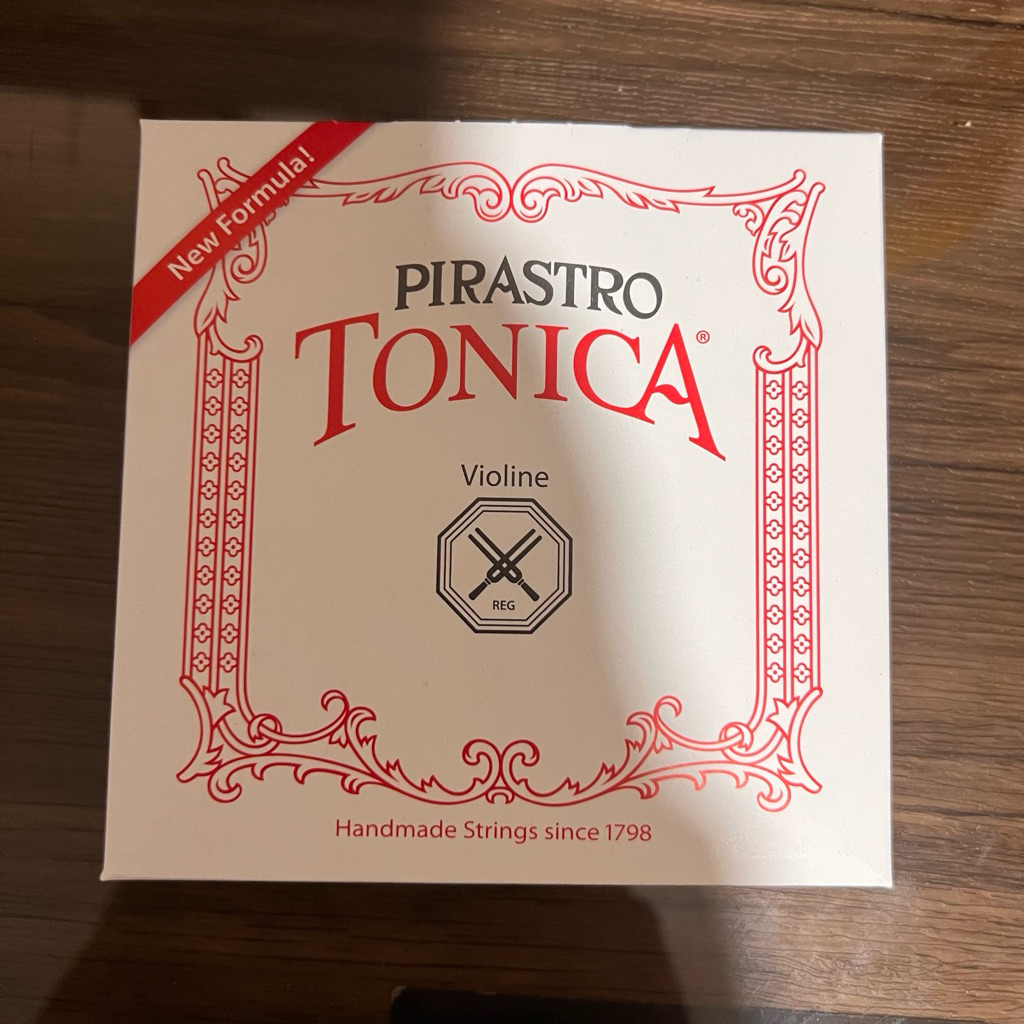 New Formula!
PIRASTRO
TONICA®
Violine
REG
Handmade Strings since 1798